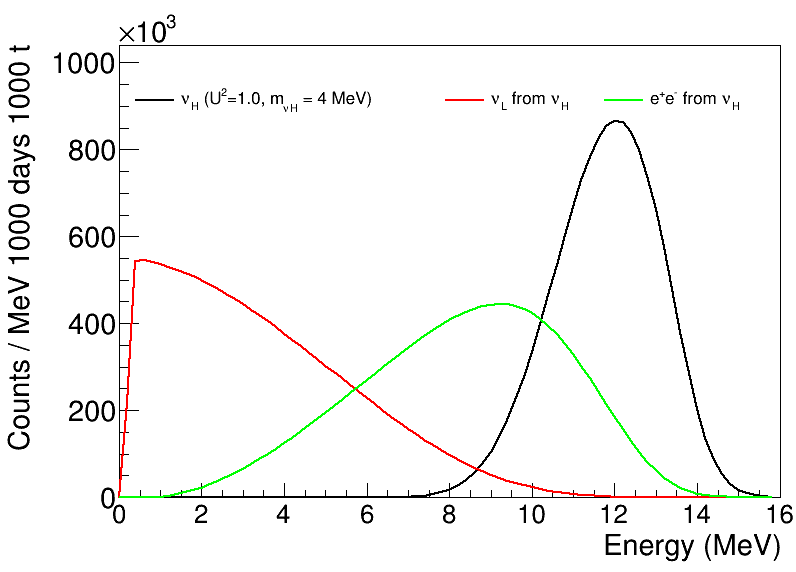 ×10³
Counts / MeV 1000 days 1000 t
1000
800
600
400
200
0
ν_H (U²=1.0, m_νH = 4 MeV)
ν_L from ν_H
e⁺e⁻ from ν_H
0 2 4 6 8 10 12 14 16
Energy (MeV)